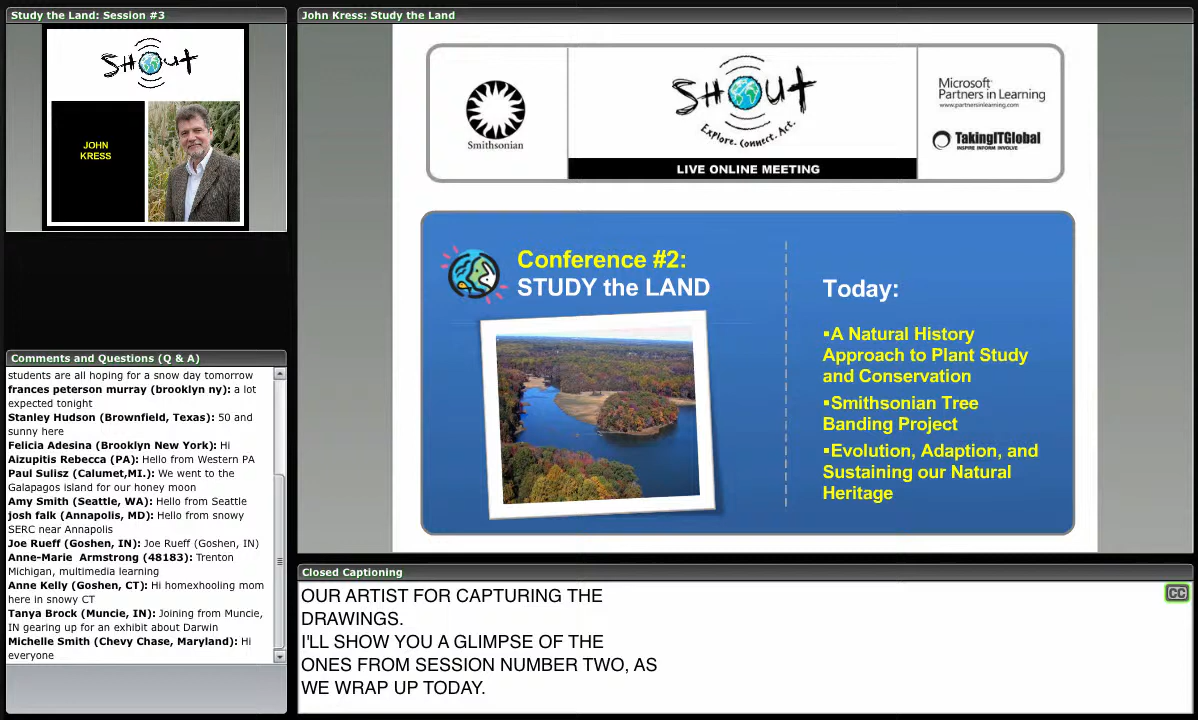 Study the Land: Session #3
SHOUT
JOHN
KRESS
Comments and Questions (Q & A)
students are all hoping for a snow day tomorrow
frances peterson murray (brooklyn ny): a lot
expected tonight
Stanley Hudson (Brownfield, Texas): 50 and
sunny here
Felicia Adesina (Brooklyn New York): Hi
Aizupitis Rebecca (PA): Hello from Western PA
Paul Sulisz (Calumet,MI.): We went to the
Galapagos island for our honey moon
Amy Smith (Seattle, WA): Hello from Seattle
josh falk (Annapolis, MD): Hello from snowy
SERC near Annapolis
Joe Rueff (Goshen, IN): Joe Rueff (Goshen, IN)
Anne-Marie Armstrong (48183): Trenton
Michigan, multimedia learning
Anne Kelly (Goshen, CT): Hi homexhooling mom
here in snowy CT
Tanya Brock (Muncie, IN): Joining from Muncie,
IN gearing up for an exhibit about Darwin
Michelle Smith (Chevy Chase, Maryland): Hi
everyone
John Kress: Study the Land
Smithsonian
SHOUT
Explore. Connect. Act.
LIVE ONLINE MEETING
Microsoft
Partners in Learning
www.partnersinlearning.com
TakingITGlobal
INSPIRE INFORM INVOLVE
Conference #2:
STUDY the LAND
Today:
▪A Natural History
Approach to Plant Study
and Conservation
▪Smithsonian Tree
Banding Project
▪Evolution, Adaption, and
Sustaining our Natural
Heritage
Closed Captioning
CC
OUR ARTIST FOR CAPTURING THE
DRAWINGS.
I'LL SHOW YOU A GLIMPSE OF THE
ONES FROM SESSION NUMBER TWO, AS
WE WRAP UP TODAY.